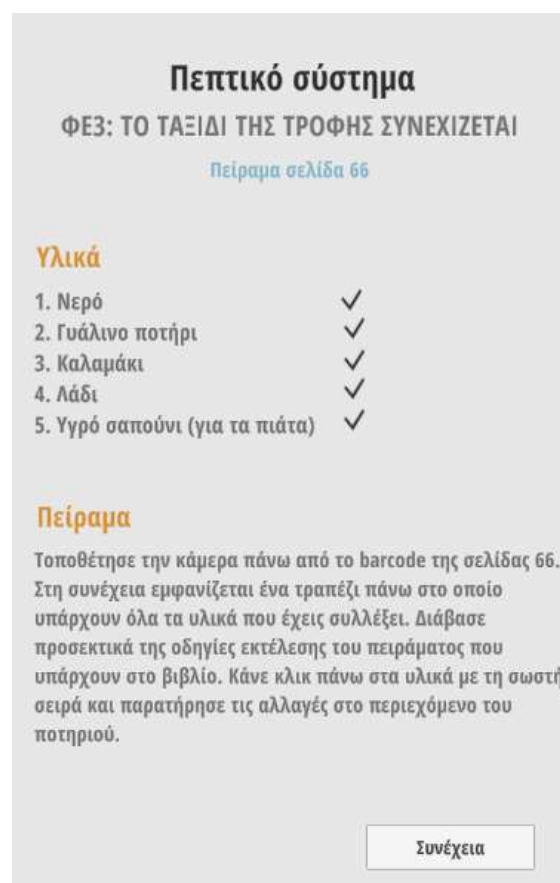 Πεπτικό σύστημα
ΦΕ3: ΤΟ ΤΑΞΙΔΙ ΤΗΣ ΤΡΟΦΗΣ ΣΥΝΕΧΙΖΕΤΑΙ
Πείραμα σελίδα 66
Υλικά
1. Νερό ✓
2. Γυάλινο ποτήρι ✓
3. Καλαμάκι ✓
4. Λάδι ✓
5. Υγρό σαπούνι (για τα πιάτα) ✓
Πείραμα
Τοποθέτησε την κάμερα πάνω από το barcode της σελίδας 66.
Στη συνέχεια εμφανίζεται ένα τραπέζι πάνω στο οποίο
υπάρχουν όλα τα υλικά που έχεις συλλέξει. Διάβασε
προσεκτικά της οδηγίες εκτέλεσης του πειράματος που
υπάρχουν στο βιβλίο. Κάνε κλικ πάνω στα υλικά με τη σωστή
σειρά και παρατήρησε τις αλλαγές στο περιεχόμενο του
ποτηριού.
Συνέχεια